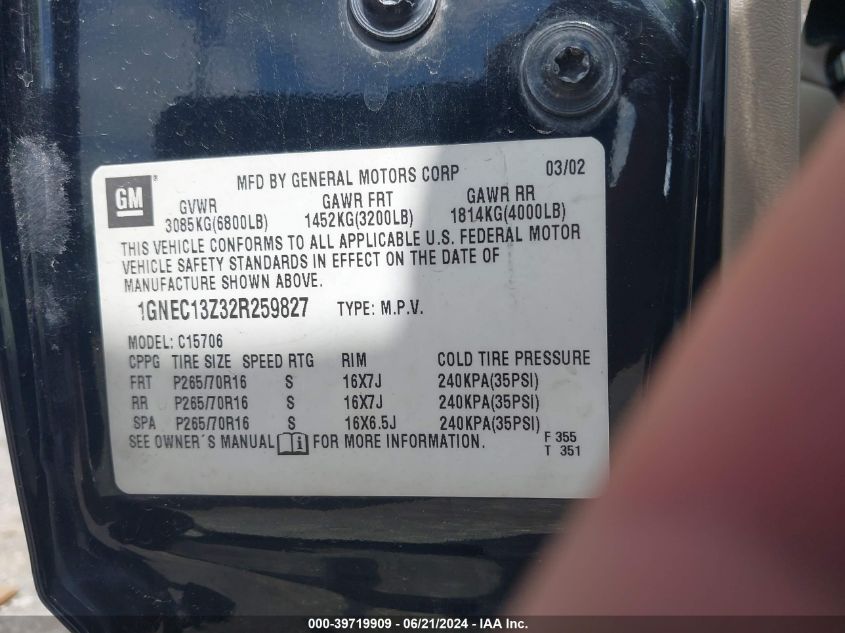 GM
MFD BY GENERAL MOTORS CORP 03/02
GVWR GAWR FRT GAWR RR
3085KG(6800LB) 1452KG(3200LB) 1814KG(4000LB)
THIS VEHICLE CONFORMS TO ALL APPLICABLE U.S. FEDERAL MOTOR
VEHICLE SAFETY STANDARDS IN EFFECT ON THE DATE OF
MANUFACTURE SHOWN ABOVE.
1GNEC13Z32R259827 TYPE: M.P.V.
MODEL: C15706
CPPG TIRE SIZE SPEED RTG RIM COLD TIRE PRESSURE
FRT P265/70R16 S 16X7J 240KPA(35PSI)
RR P265/70R16 S 16X7J 240KPA(35PSI)
SPA P265/70R16 S 16X6.5J 240KPA(35PSI)
SEE OWNER'S MANUAL i FOR MORE INFORMATION. F 355
T 351
000-39719909 - 06/21/2024 - IAA Inc.